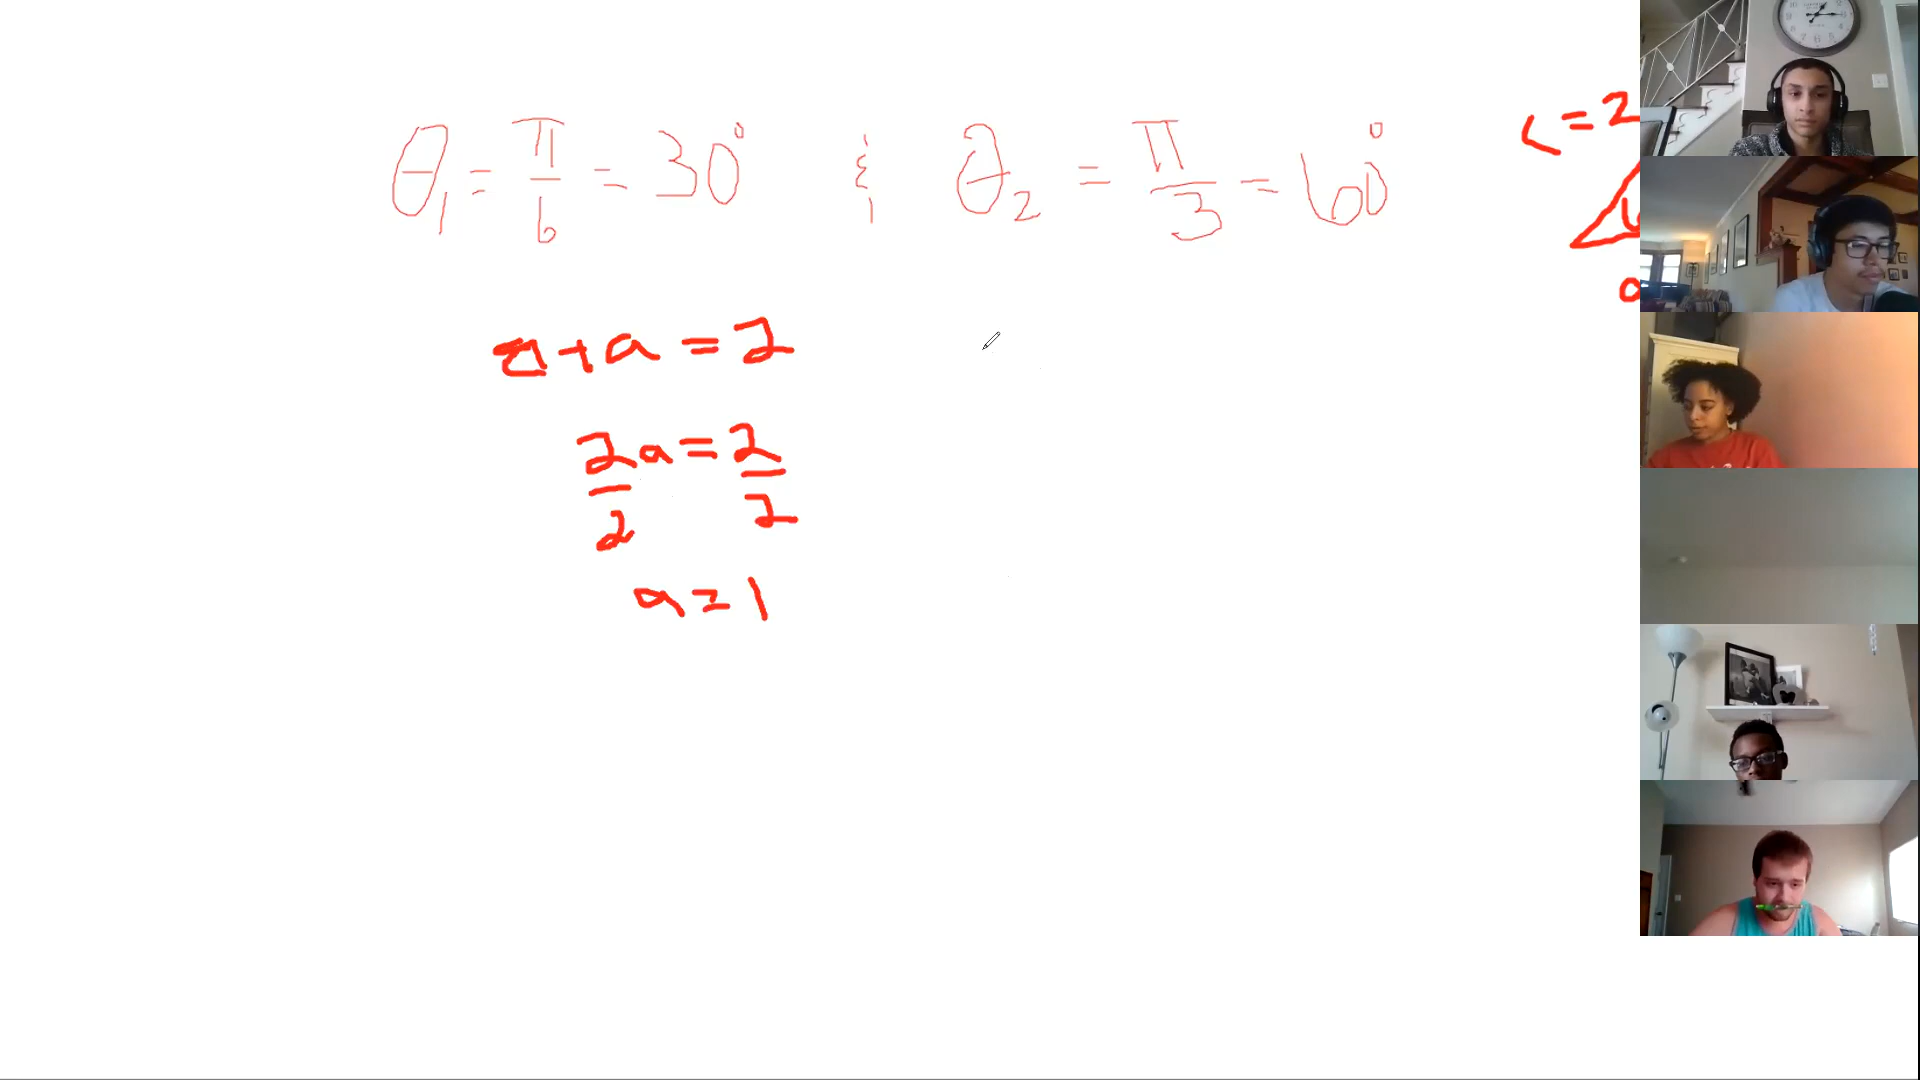 θ₁ = π/6 = 30° & θ₂ = π/3 = 60°
c = 2
a
a + a = 2
2a = 2
2 2
a = 1